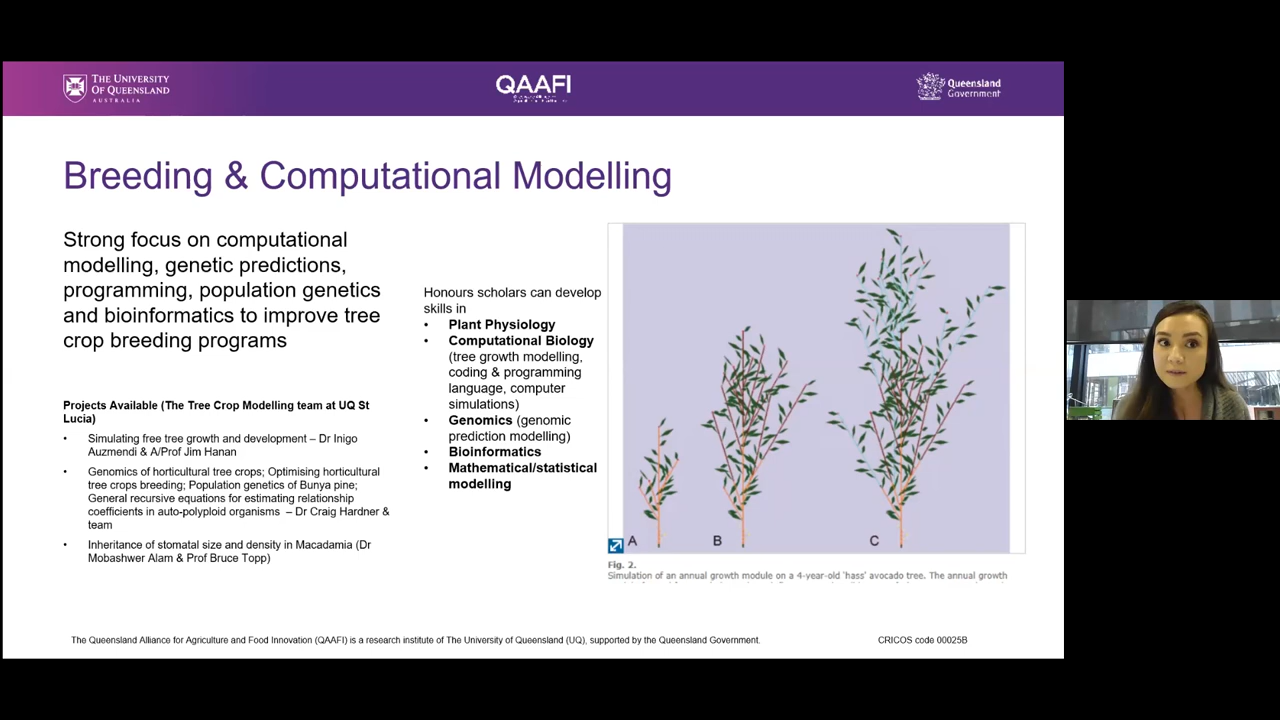 THE UNIVERSITY
OF QUEENSLAND
AUSTRALIA
QAAFI
Queensland
Government
Breeding & Computational Modelling
Strong focus on computational
modelling, genetic predictions,
programming, population genetics
and bioinformatics to improve tree
crop breeding programs
Projects Available (The Tree Crop Modelling team at UQ St
Lucia)
• Simulating free tree growth and development – Dr Inigo
Auzmendi & A/Prof Jim Hanan
• Genomics of horticultural tree crops; Optimising horticultural
tree crops breeding; Population genetics of Bunya pine;
General recursive equations for estimating relationship
coefficients in auto-polyploid organisms – Dr Craig Hardner &
team
• Inheritance of stomatal size and density in Macadamia (Dr
Mobashwer Alam & Prof Bruce Topp)
Honours scholars can develop
skills in
• Plant Physiology
• Computational Biology
(tree growth modelling,
coding & programming
language, computer
simulations)
• Genomics (genomic
prediction modelling)
• Bioinformatics
• Mathematical/statistical
modelling
A
B
C
Fig. 2.
Simulation of an annual growth module on a 4-year-old 'hass' avocado tree. The annual growth
The Queensland Alliance for Agriculture and Food Innovation (QAAFI) is a research institute of The University of Queensland (UQ), supported by the Queensland Government.
CRICOS code 00025B